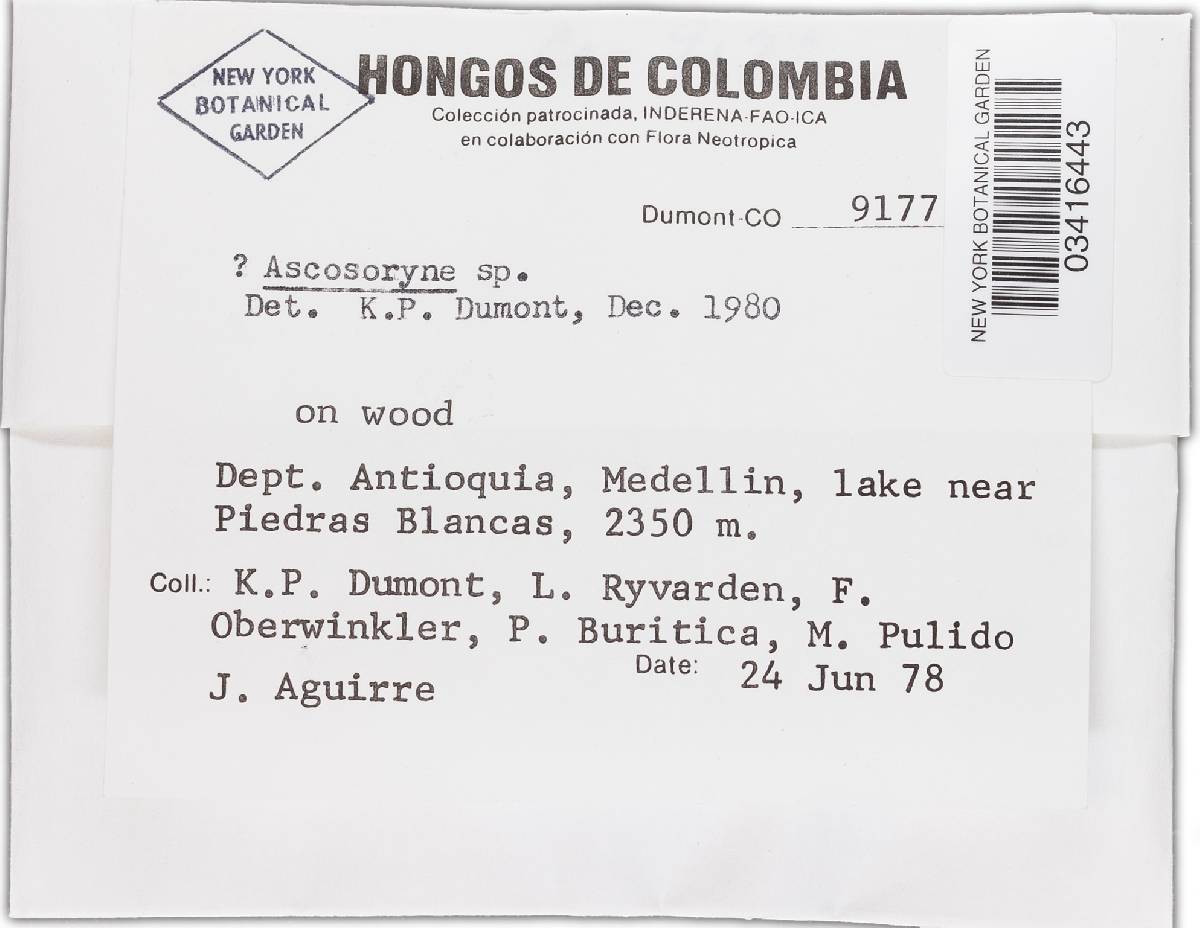 NEW YORK
BOTANICAL
GARDEN
HONGOS DE COLOMBIA
Colección patrocinada, INDERENA-FAO-ICA
en colaboración con Flora Neotropica
Dumont-CO 9177
? Ascosoryne sp.
Det. K.P. Dumont, Dec. 1980
on wood
Dept. Antioquia, Medellin, lake near
Piedras Blancas, 2350 m.
Coll.: K.P. Dumont, L. Ryvarden, F.
Oberwinkler, P. Buritica, M. Pulido
J. Aguirre
Date: 24 Jun 78
NEW YORK BOTANICAL GARDEN
03416443